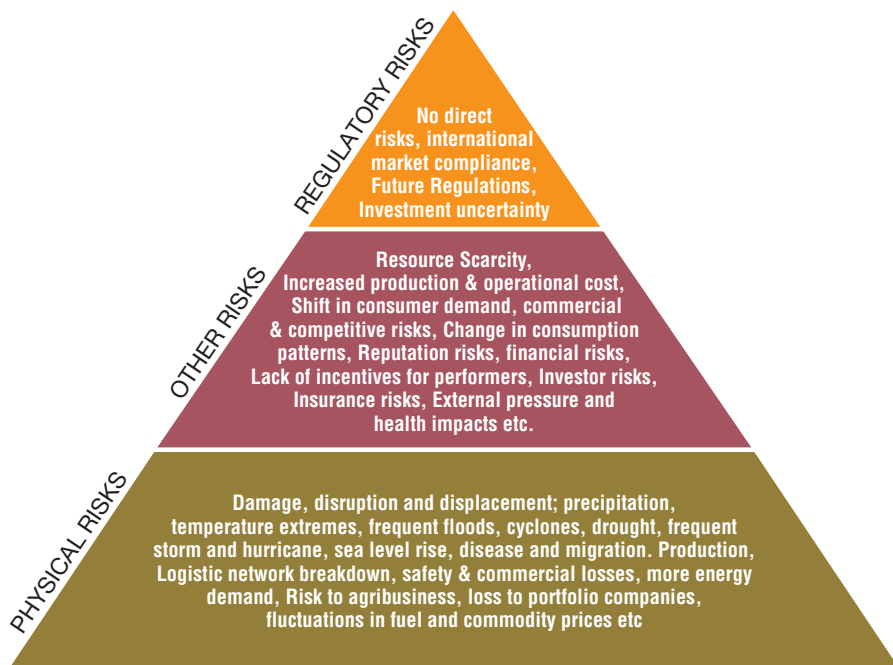 REGULATORY RISKS
No direct
risks, international
market compliance,
Future Regulations,
Investment uncertainty
OTHER RISKS
Resource Scarcity,
Increased production & operational cost,
Shift in consumer demand, commercial
& competitive risks, Change in consumption
patterns, Reputation risks, financial risks,
Lack of incentives for performers, Investor risks,
Insurance risks, External pressure and
health impacts etc.
PHYSICAL RISKS
Damage, disruption and displacement; precipitation,
temperature extremes, frequent floods, cyclones, drought, frequent
storm and hurricane, sea level rise, disease and migration. Production,
Logistic network breakdown, safety & commercial losses, more energy
demand, Risk to agribusiness, loss to portfolio companies,
fluctuations in fuel and commodity prices etc